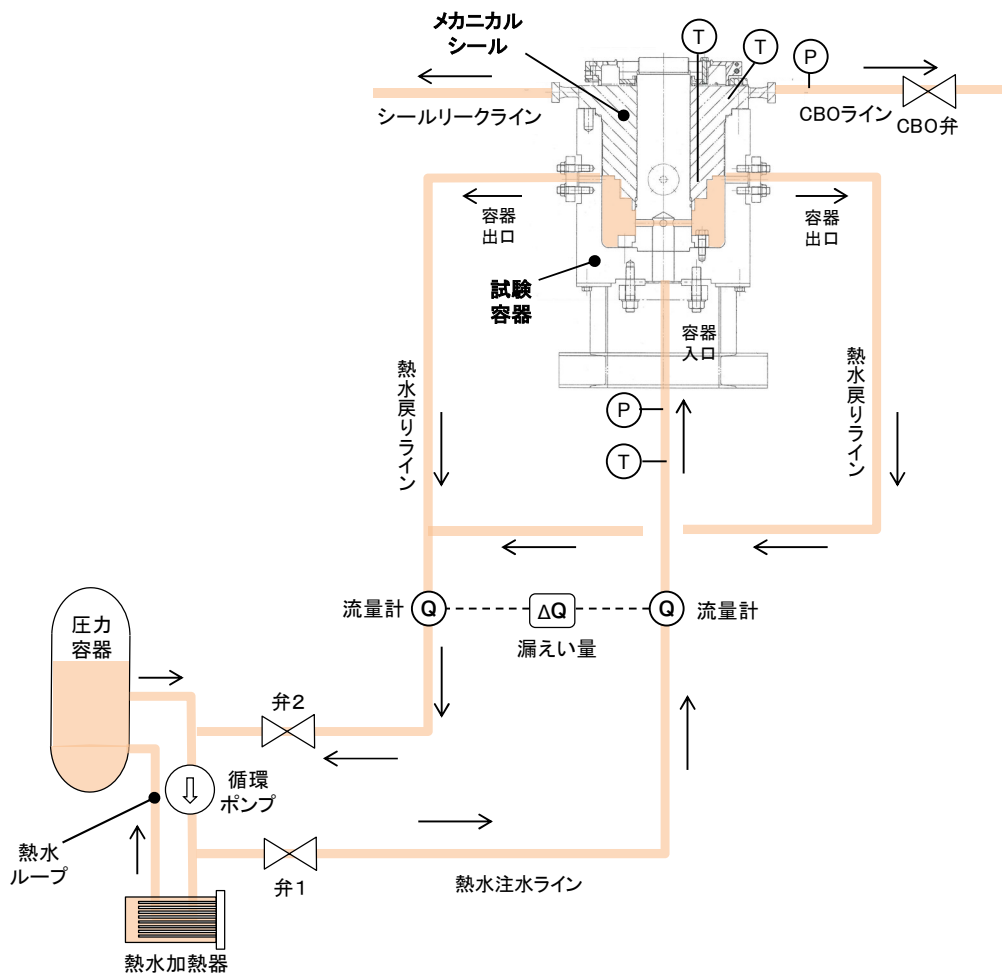 メカニカル
シール
T
T
P
シールリークライン
CBOライン
CBO弁
容器
出口
容器
出口
試験
容器
容器
入口
熱水戻りライン
熱水戻りライン
P
T
流量計
Q
ΔQ
Q
流量計
漏えい量
圧力
容器
弁2
循環
ポンプ
熱水
ループ
弁1
熱水注水ライン
熱水加熱器